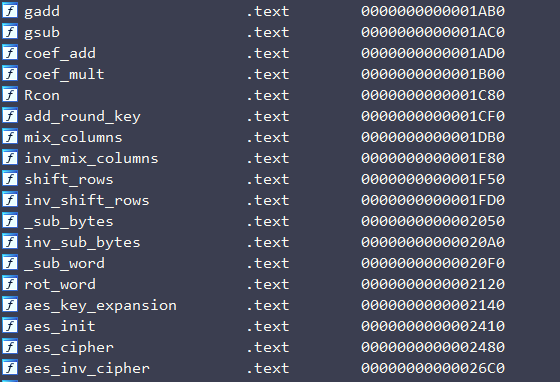 f gadd .text 0000000000001AB0
f gsub .text 0000000000001AC0
f coef_add .text 0000000000001AD0
f coef_mult .text 0000000000001B00
f Rcon .text 0000000000001C80
f add_round_key .text 0000000000001CF0
f mix_columns .text 0000000000001DB0
f inv_mix_columns .text 0000000000001E80
f shift_rows .text 0000000000001F50
f inv_shift_rows .text 0000000000001FD0
f _sub_bytes .text 0000000000002050
f inv_sub_bytes .text 00000000000020A0
f _sub_word .text 00000000000020F0
f rot_word .text 0000000000002120
f aes_key_expansion .text 0000000000002140
f aes_init .text 0000000000002410
f aes_cipher .text 0000000000002480
f aes_inv_cipher .text 00000000000026C0